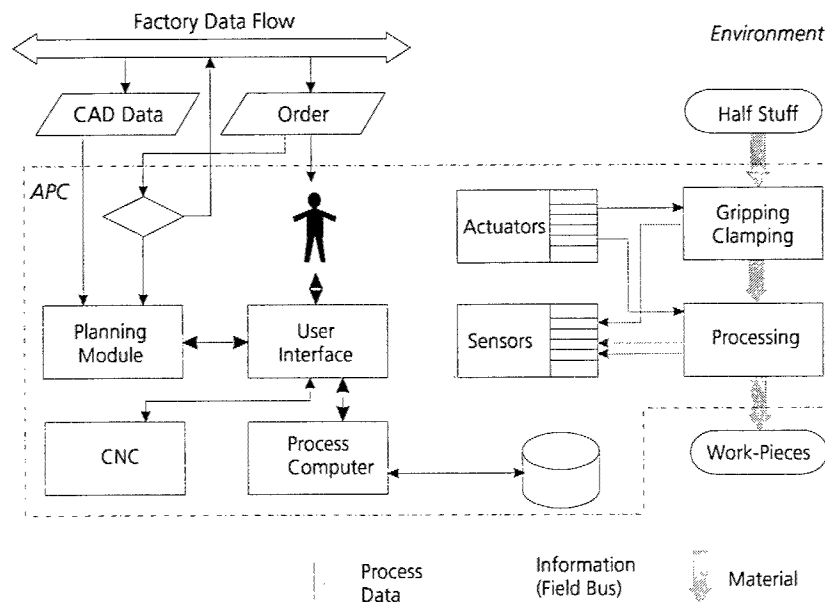 Factory Data Flow
Environment
CAD Data
Order
Half Stuff
APC
Actuators
Gripping
Clamping
Planning
Module
User
Interface
Sensors
Processing
CNC
Process
Computer
Work-Pieces
Process
Data
Information
(Field Bus)
Material